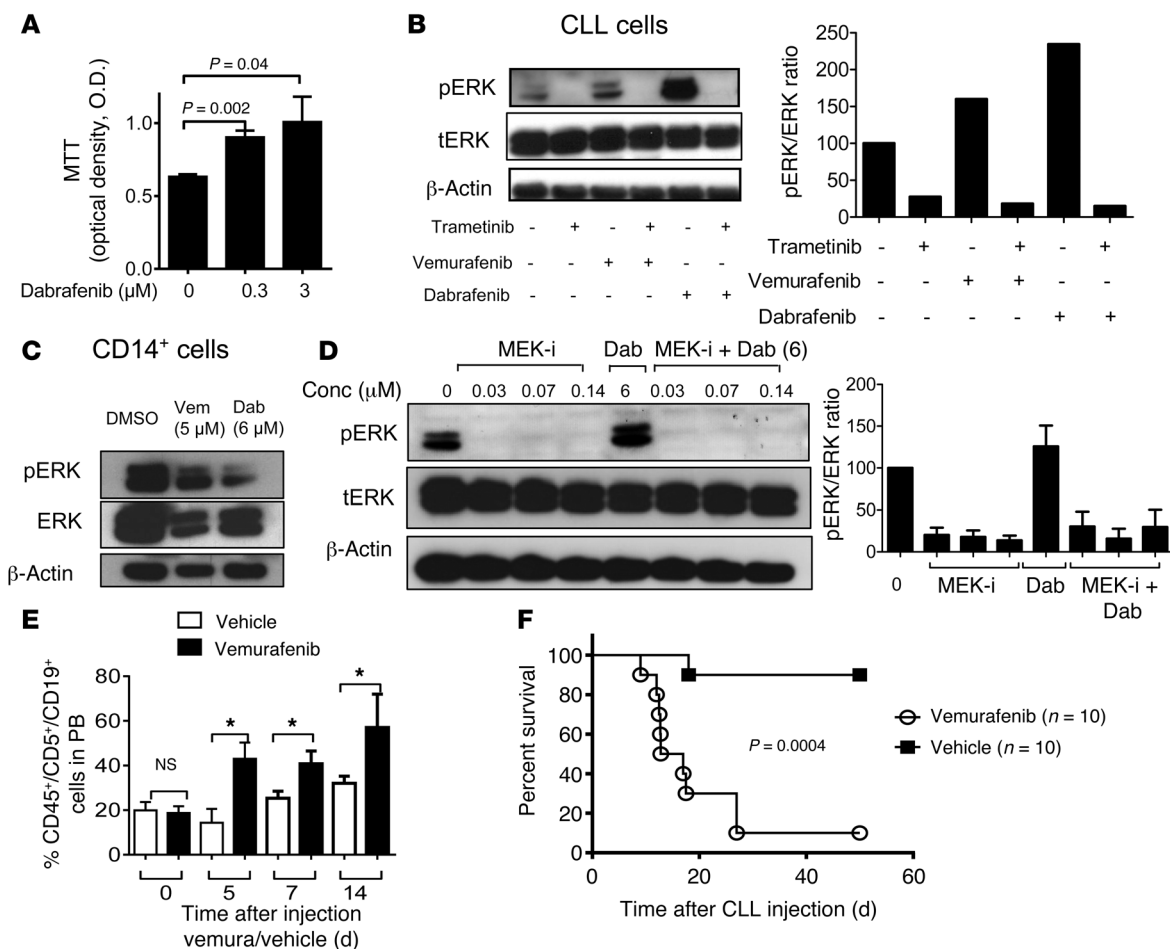 A
P = 0.04
P = 0.002
MTT
(optical density, O.D.)
1.0
0.5
0.0
Dabrafenib (μM) 0 0.3 3
B
CLL cells
pERK
tERK
β-Actin
Trametinib - + - + - +
Vemurafenib - - + + - -
Dabrafenib - - - - + +
pERK/ERK ratio
250
200
150
100
50
0
Trametinib - + - + - +
Vemurafenib - - + + - -
Dabrafenib - - - - + +
C
CD14+ cells
DMSO Vem (5 μM) Dab (6 μM)
pERK
ERK
β-Actin
D
MEK-i Dab MEK-i + Dab (6)
Conc (μM) 0 0.03 0.07 0.14 6 0.03 0.07 0.14
pERK
tERK
β-Actin
pERK/ERK ratio
200
150
100
50
0
0 MEK-i Dab MEK-i +
Dab
E
Vehicle
Vemurafenib
% CD45+/CD5+/CD19+
cells in PB
80
60
40
20
0
NS * * *
0 5 7 14
Time after injection
vemura/vehicle (d)
F
Percent survival
100
80
60
40
20
0
P = 0.0004
Vemurafenib (n = 10)
Vehicle (n = 10)
0 20 40 60
Time after CLL injection (d)